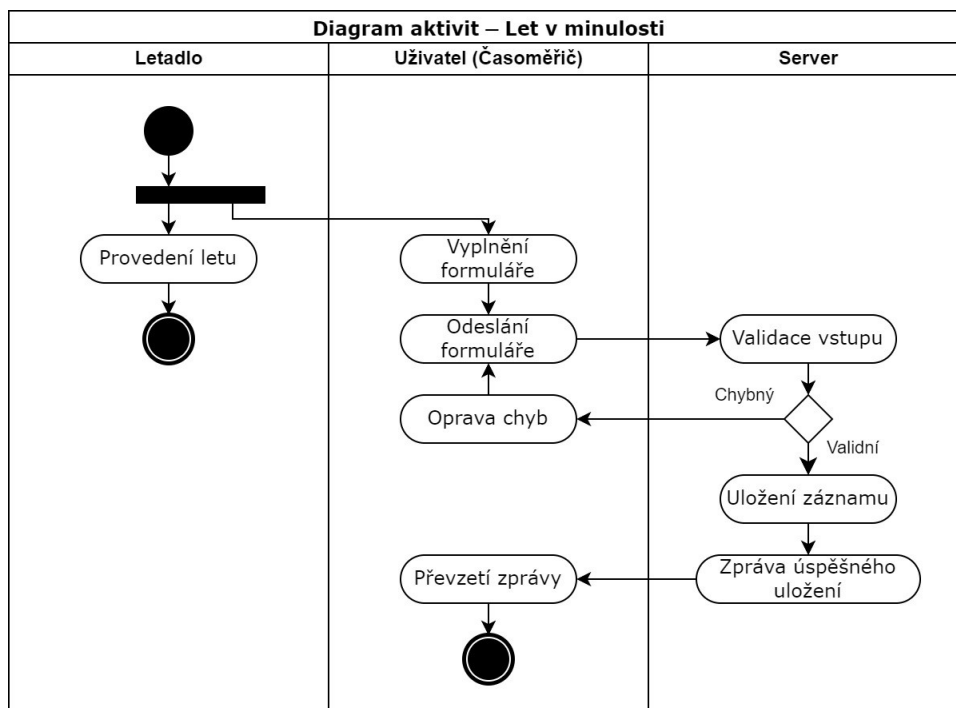 Diagram aktivit – Let v minulosti
Letadlo
Uživatel (Časoměřič)
Server
Provedení letu
Vyplnění
formuláře
Odeslání
formuláře
Validace vstupu
Chybný
Oprava chyb
Validní
Uložení záznamu
Převzetí zprávy
Zpráva úspěšného
uložení